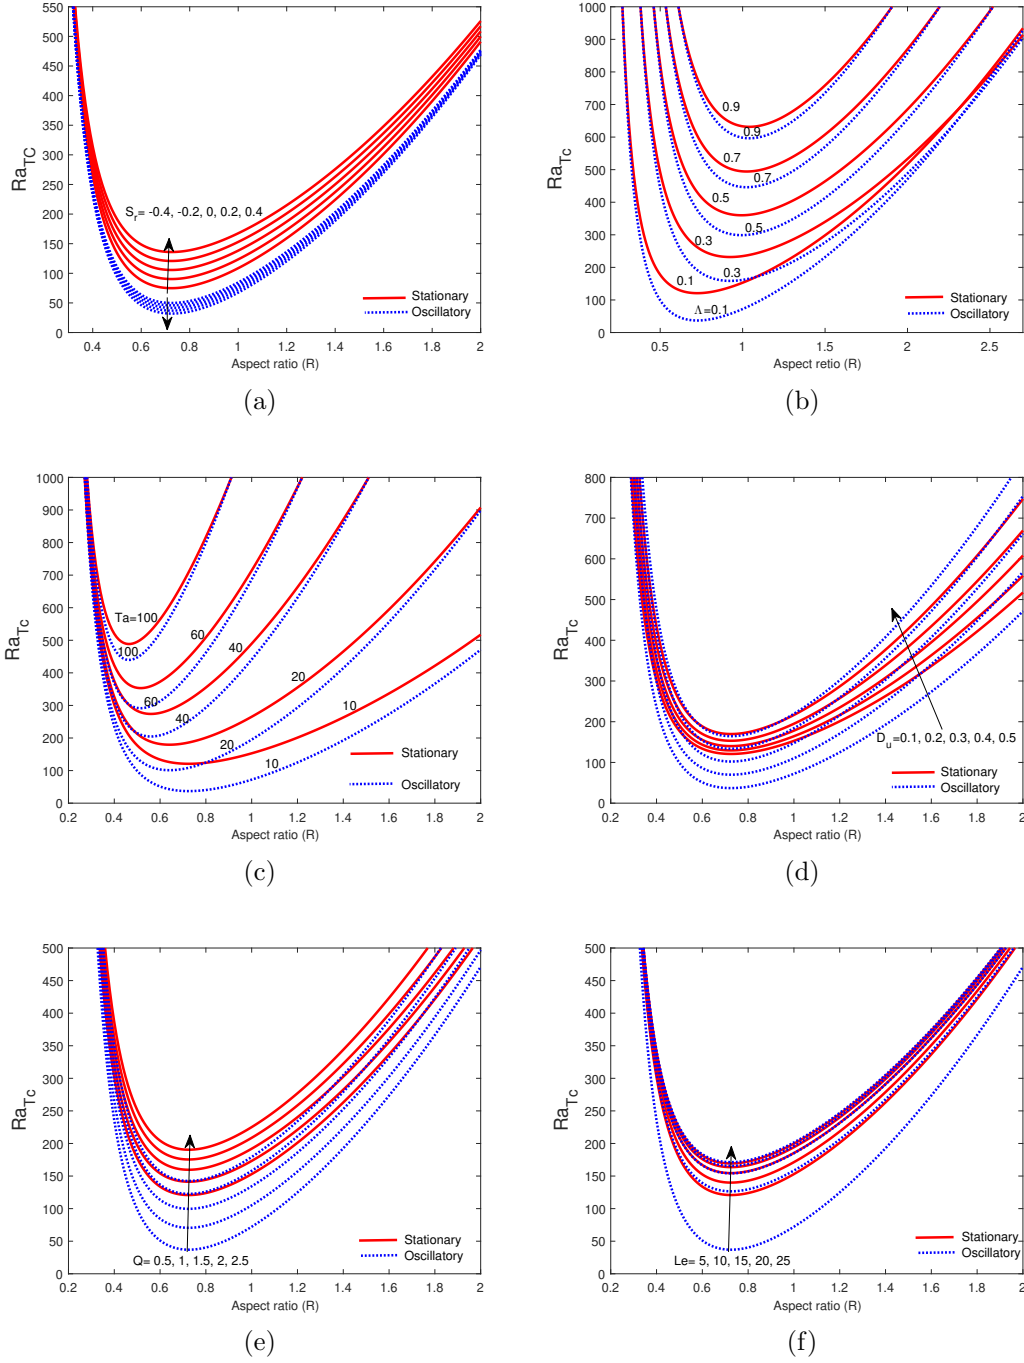 550
500
450
400
350
300
250
200
150
100
50
0
Ra_TC
S_r= -0.4, -0.2, 0, 0.2, 0.4
Stationary
Oscillatory
0.4 0.6 0.8 1 1.2 1.4 1.6 1.8 2
Aspect ratio (R)
(a)
1000
900
800
700
600
500
400
300
200
100
0
Ra_Tc
0.9
0.9
0.7
0.7
0.5
0.5
0.3
0.3
0.1
Λ=0.1
Stationary
Oscillatory
0.5 1 1.5 2 2.5
Aspect retio (R)
(b)
1000
900
800
700
600
500
400
300
200
100
0
Ra_Tc
Ta=100
100
60
60
40
40
20
20
10
10
Stationary
Oscillatory
0.2 0.4 0.6 0.8 1 1.2 1.4 1.6 1.8 2
Aspect ratio (R)
(c)
800
700
600
500
400
300
200
100
0
Ra_Tc
D_u=0.1, 0.2, 0.3, 0.4, 0.5
Stationary
Oscillatory
0.2 0.4 0.6 0.8 1 1.2 1.4 1.6 1.8 2
Aspect ratio (R)
(d)
500
450
400
350
300
250
200
150
100
50
0
Ra_Tc
Q= 0.5, 1, 1.5, 2, 2.5
Stationary
Oscillatory
0.2 0.4 0.6 0.8 1 1.2 1.4 1.6 1.8 2
Aspect ratio (R)
(e)
500
450
400
350
300
250
200
150
100
50
0
Ra_Tc
Le= 5, 10, 15, 20, 25
Stationary
Oscillatory
0.2 0.4 0.6 0.8 1 1.2 1.4 1.6 1.8 2
Aspect ratio (R)
(f)